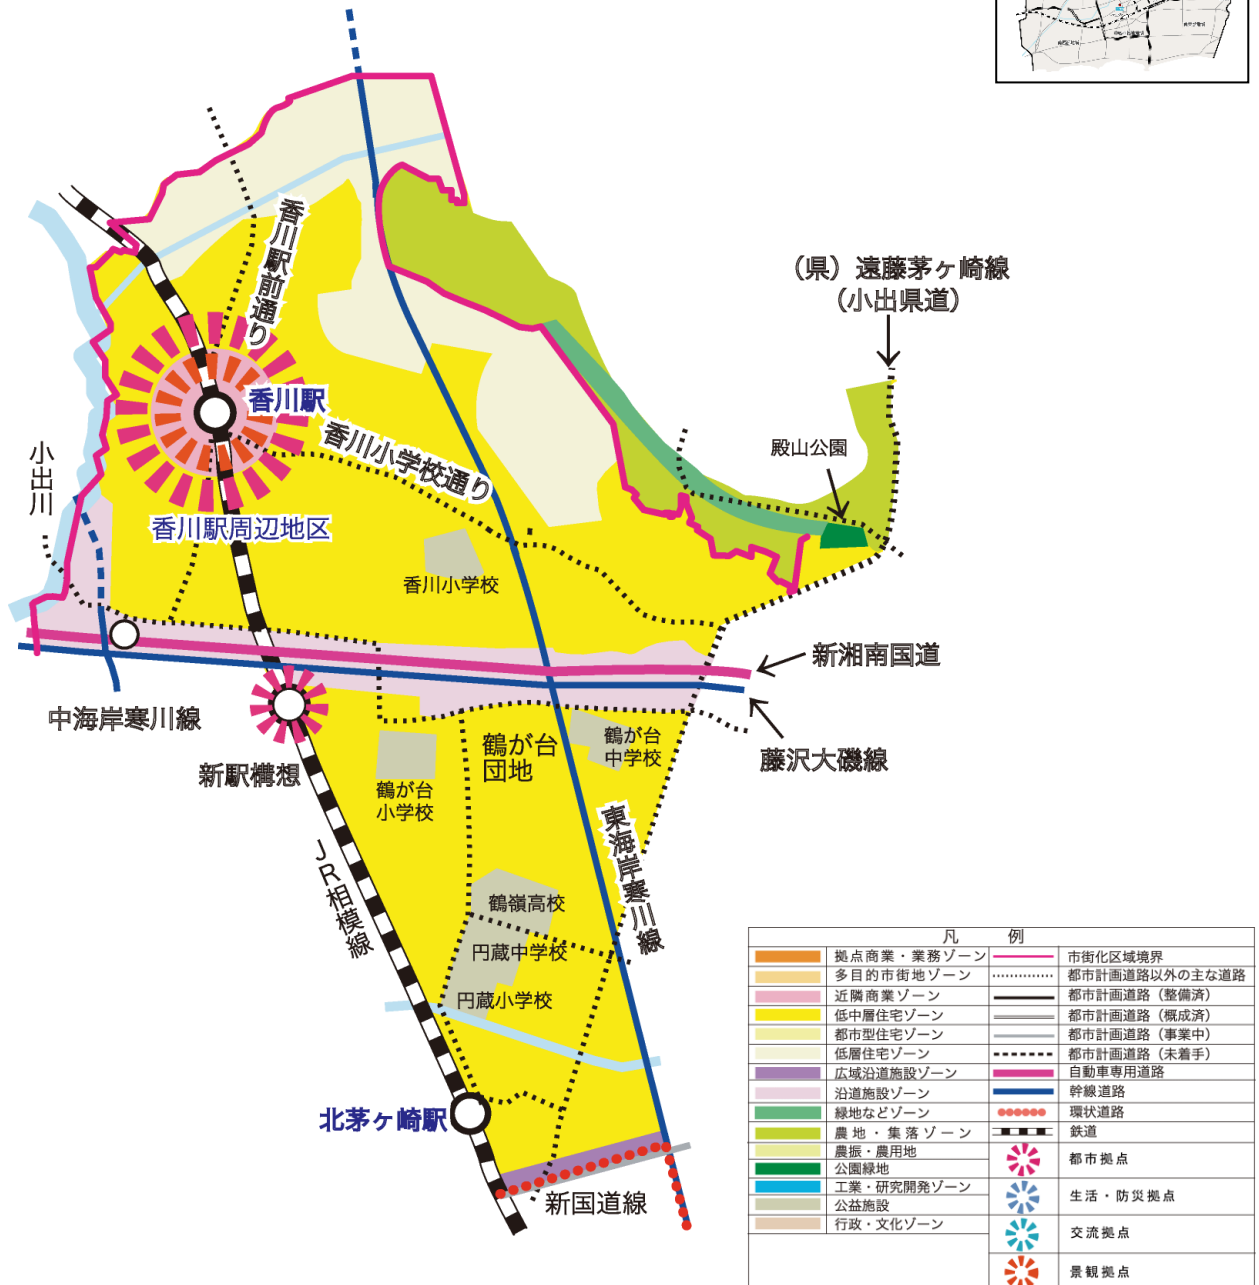 香川駅前通り
(県)遠藤茅ヶ崎線
(小出県道)
香川駅
香川小学校通り
殿山公園
小出川
香川駅周辺地区
香川小学校
新湘南国道
中海岸寒川線
新駅構想
鶴が台
団地
鶴が台
中学校
藤沢大磯線
鶴が台
小学校
東海岸寒川線
JR相模線
鶴嶺高校
円蔵中学校
円蔵小学校
北茅ヶ崎駅
新国道線
凡 例
拠点商業・業務ゾーン
多目的市街地ゾーン
近隣商業ゾーン
低中層住宅ゾーン
都市型住宅ゾーン
低層住宅ゾーン
広域沿道施設ゾーン
沿道施設ゾーン
緑地などゾーン
農地・集落ゾーン
農振・農用地
公園緑地
工業・研究開発ゾーン
公益施設
行政・文化ゾーン
市街化区域境界
都市計画道路以外の主な道路
都市計画道路(整備済)
都市計画道路(概成済)
都市計画道路(事業中)
都市計画道路(未着手)
自動車専用道路
幹線道路
環状道路
鉄道
都市拠点
生活・防災拠点
交流拠点
景観拠点